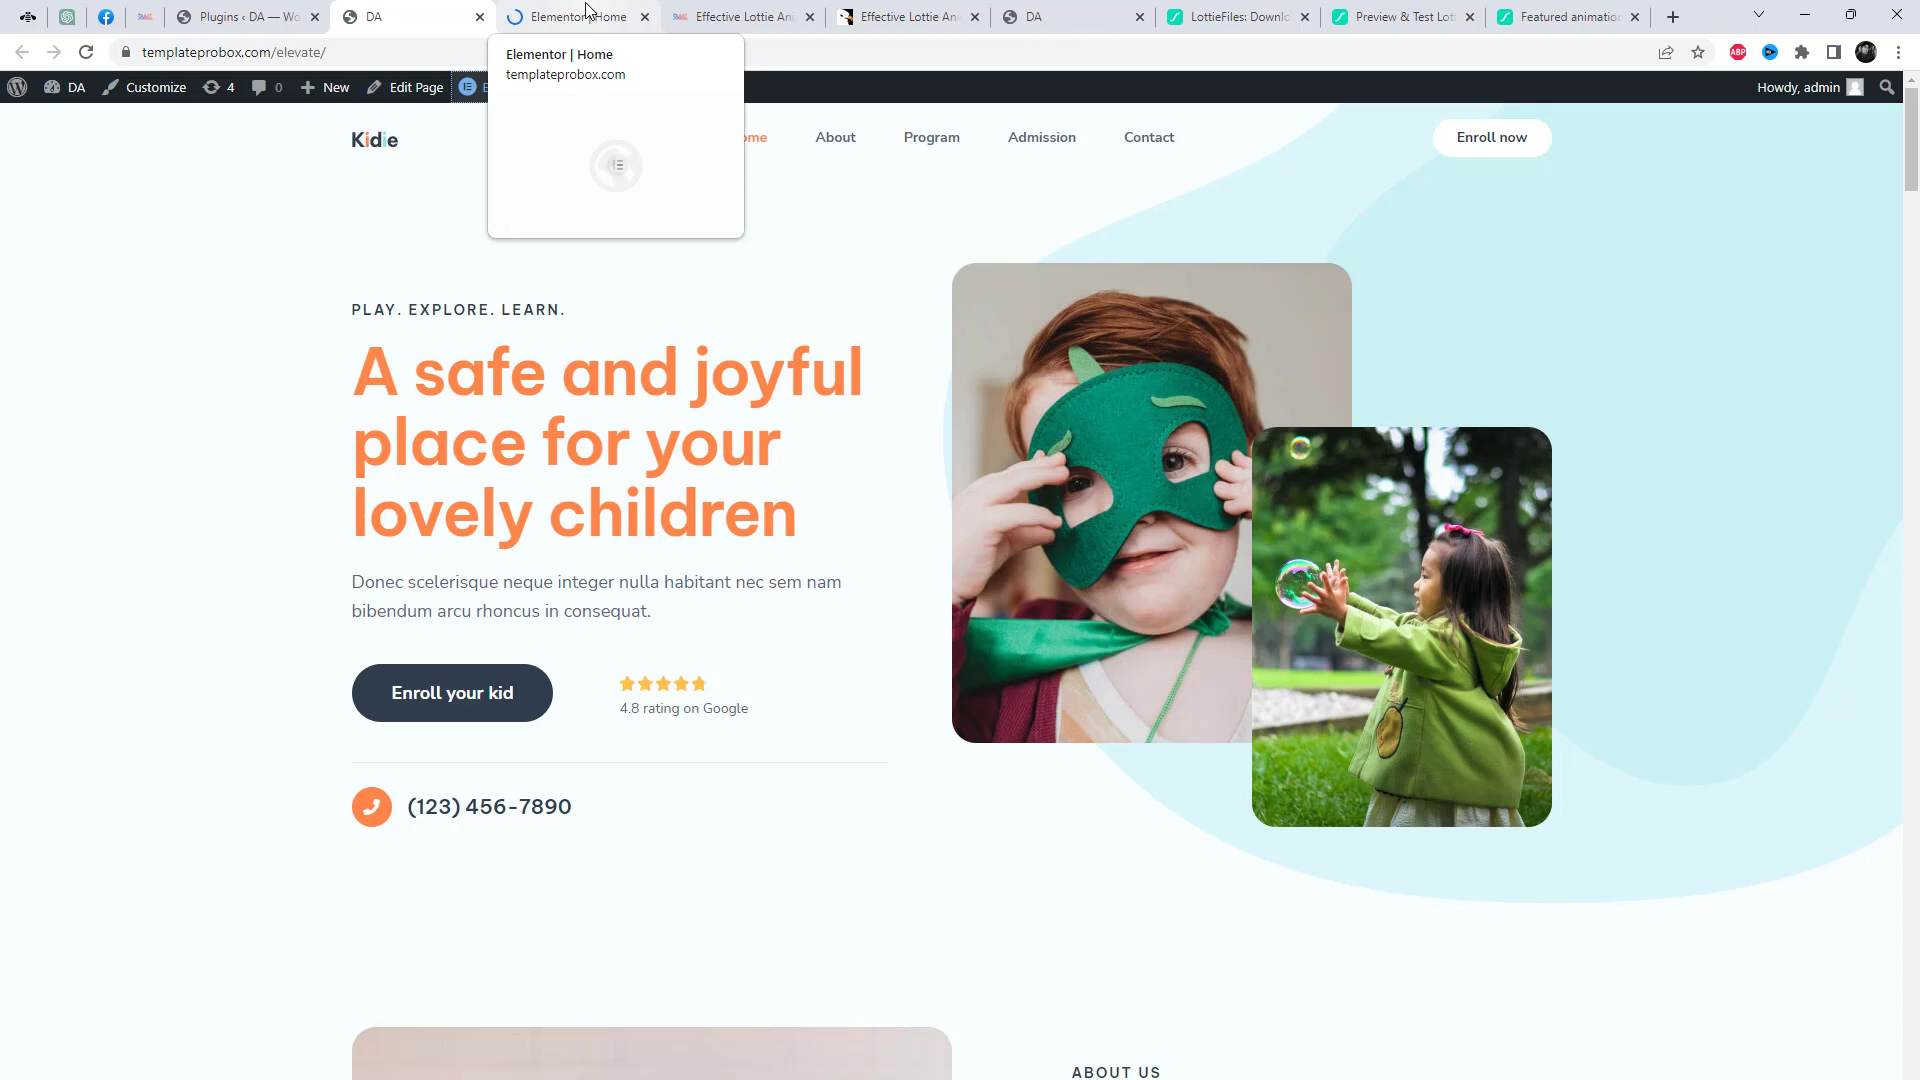 Plugins ‹ DA — Wo
DA
Elementor | Home
Effective Lottie Ani
Effective Lottie Ani
DA
LottieFiles: Downlo
Preview & Test Lot
Featured animatio
templateprobox.com/elevate/
ABP
Elementor | Home
templateprobox.com
DA
Customize
4
0
New
Edit Page
Howdy, admin
Kidie
About
Program
Admission
Contact
Enroll now
PLAY. EXPLORE. LEARN.
A safe and joyful
place for your
lovely children
Donec scelerisque neque integer nulla habitant nec sem nam
bibendum arcu rhoncus in consequat.
Enroll your kid
4.8 rating on Google
(123) 456-7890
ABOUT US